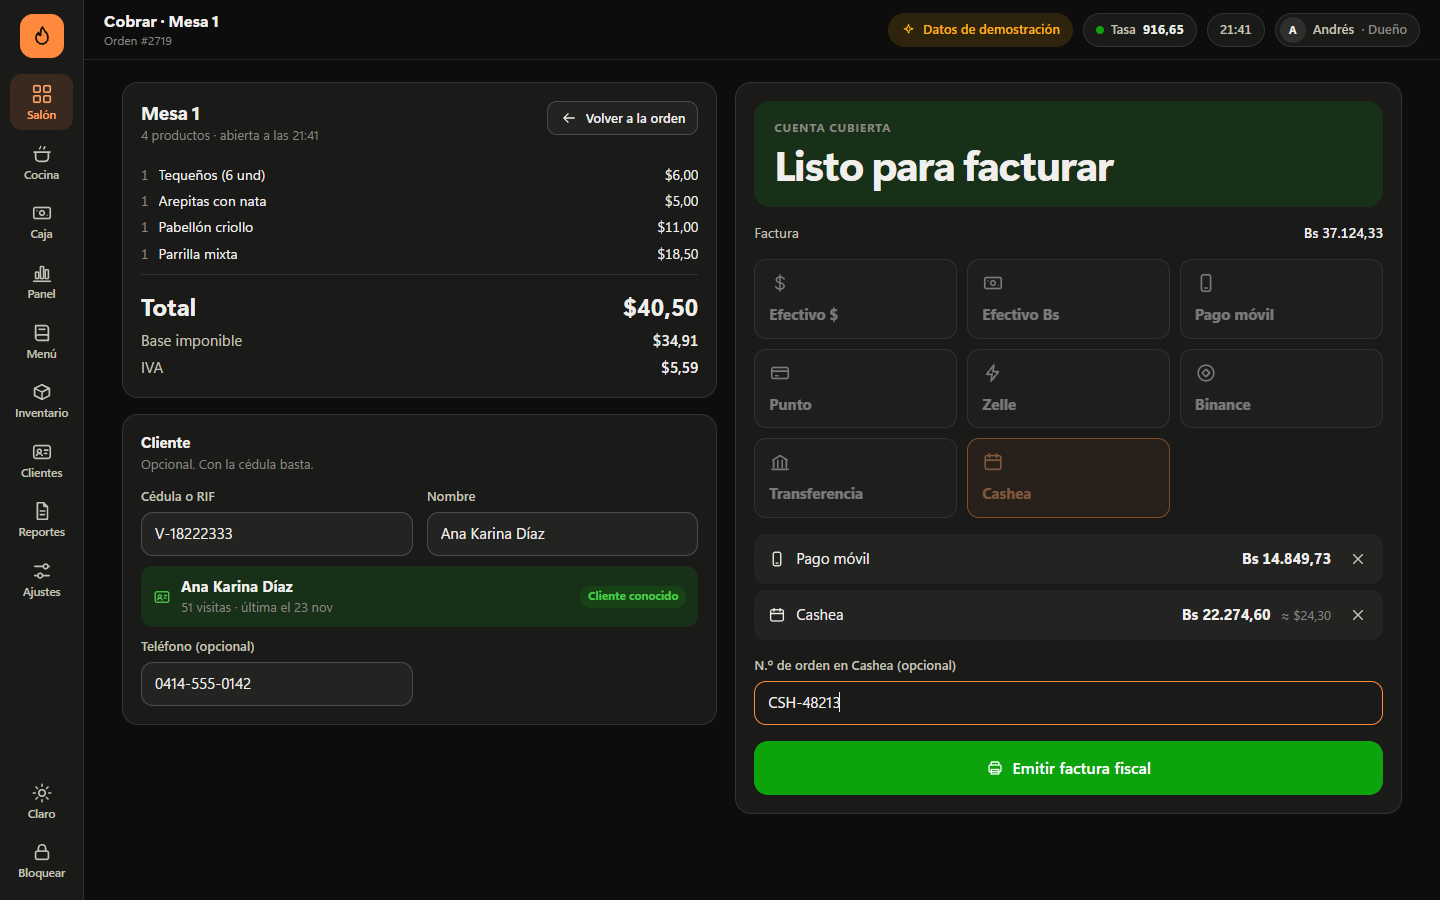 Salón
Cocina
Caja
Panel
Menú
Inventario
Clientes
Reportes
Ajustes
Claro
Bloquear
Cobrar · Mesa 1
Orden #2719
Datos de demostración
Tasa 916,65
21:41
A Andrés · Dueño
Mesa 1
4 productos · abierta a las 21:41
Volver a la orden
1 Tequeños (6 und) $6,00
1 Arepitas con nata $5,00
1 Pabellón criollo $11,00
1 Parrilla mixta $18,50
Total $40,50
Base imponible $34,91
IVA $5,59
Cliente
Opcional. Con la cédula basta.
Cédula o RIF Nombre
V-18222333 Ana Karina Díaz
Ana Karina Díaz
51 visitas · última el 23 nov
Cliente conocido
Teléfono (opcional)
0414-555-0142
CUENTA CUBIERTA
Listo para facturar
Factura Bs 37.124,33
Efectivo $ Efectivo Bs Pago móvil
Punto Zelle Binance
Transferencia Cashea
Pago móvil Bs 14.849,73
Cashea Bs 22.274,60 ≈ $24,30
N.º de orden en Cashea (opcional)
CSH-48213
Emitir factura fiscal